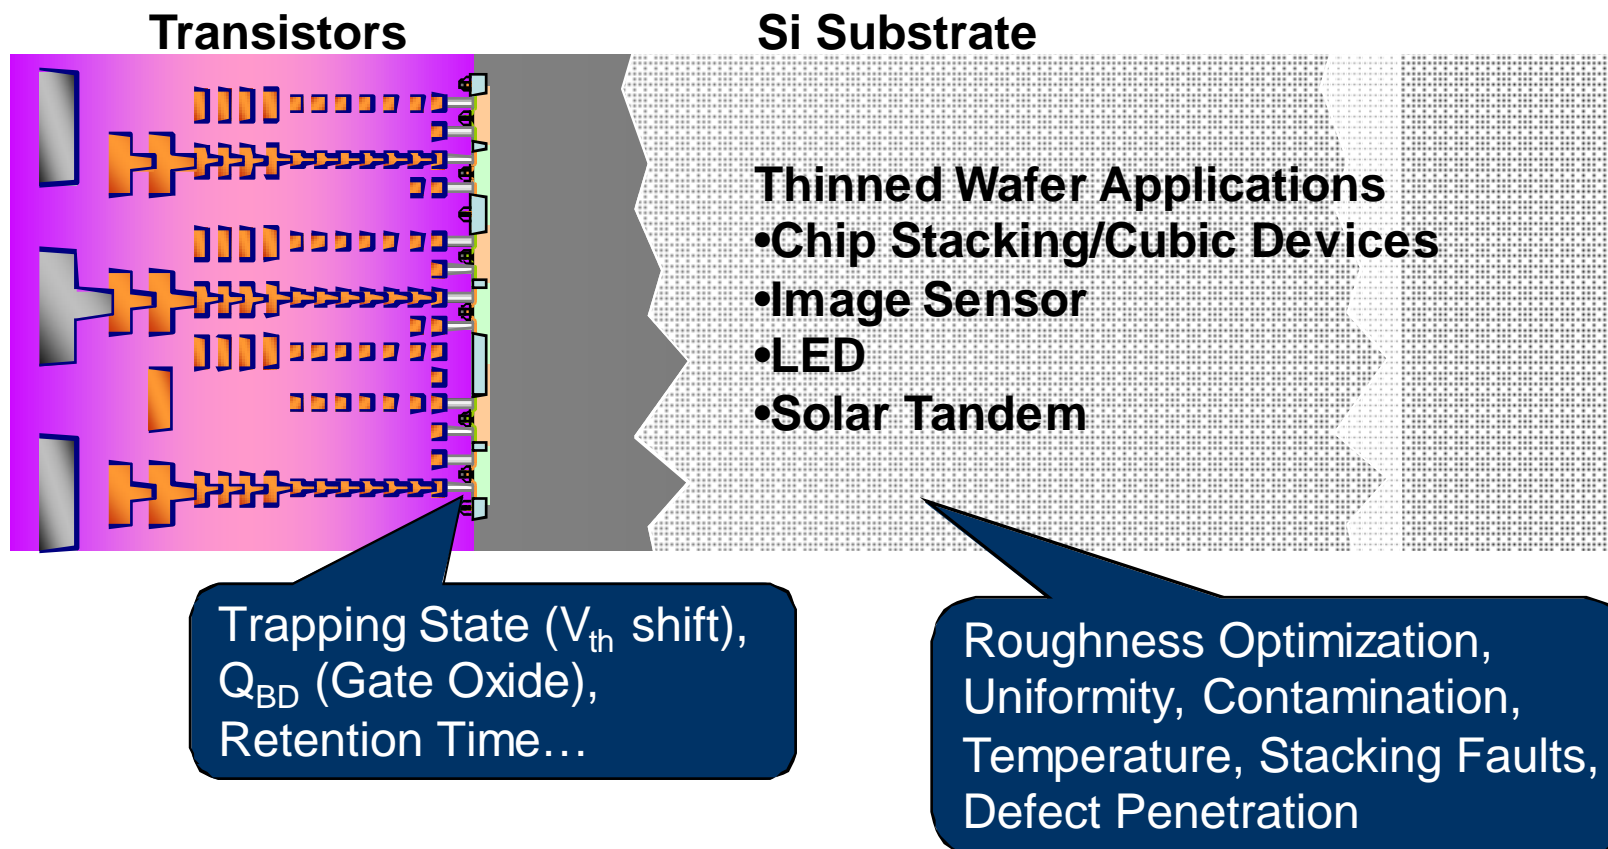 Transistors
Si Substrate
Thinned Wafer Applications
•Chip Stacking/Cubic Devices
•Image Sensor
•LED
•Solar Tandem
Trapping State (Vth shift),
QBD (Gate Oxide),
Retention Time…
Roughness Optimization,
Uniformity, Contamination,
Temperature, Stacking Faults,
Defect Penetration